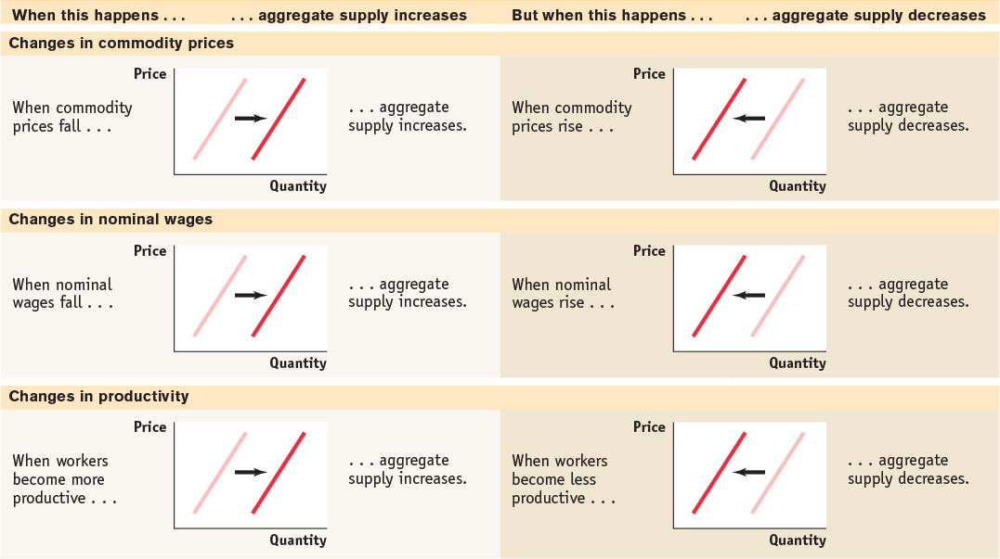 When this happens . . . . . . aggregate supply increases But when this happens . . . . . . aggregate supply decreases
Changes in commodity prices
Price
When commodity
prices fall . . .
. . . aggregate
supply increases.
Quantity
Price
When commodity
prices rise . . .
. . . aggregate
supply decreases.
Quantity
Changes in nominal wages
Price
When nominal
wages fall . . .
. . . aggregate
supply increases.
Quantity
Price
When nominal
wages rise . . .
. . . aggregate
supply decreases.
Quantity
Changes in productivity
Price
When workers
become more
productive . . .
. . . aggregate
supply increases.
Quantity
Price
When workers
become less
productive . . .
. . . aggregate
supply decreases.
Quantity